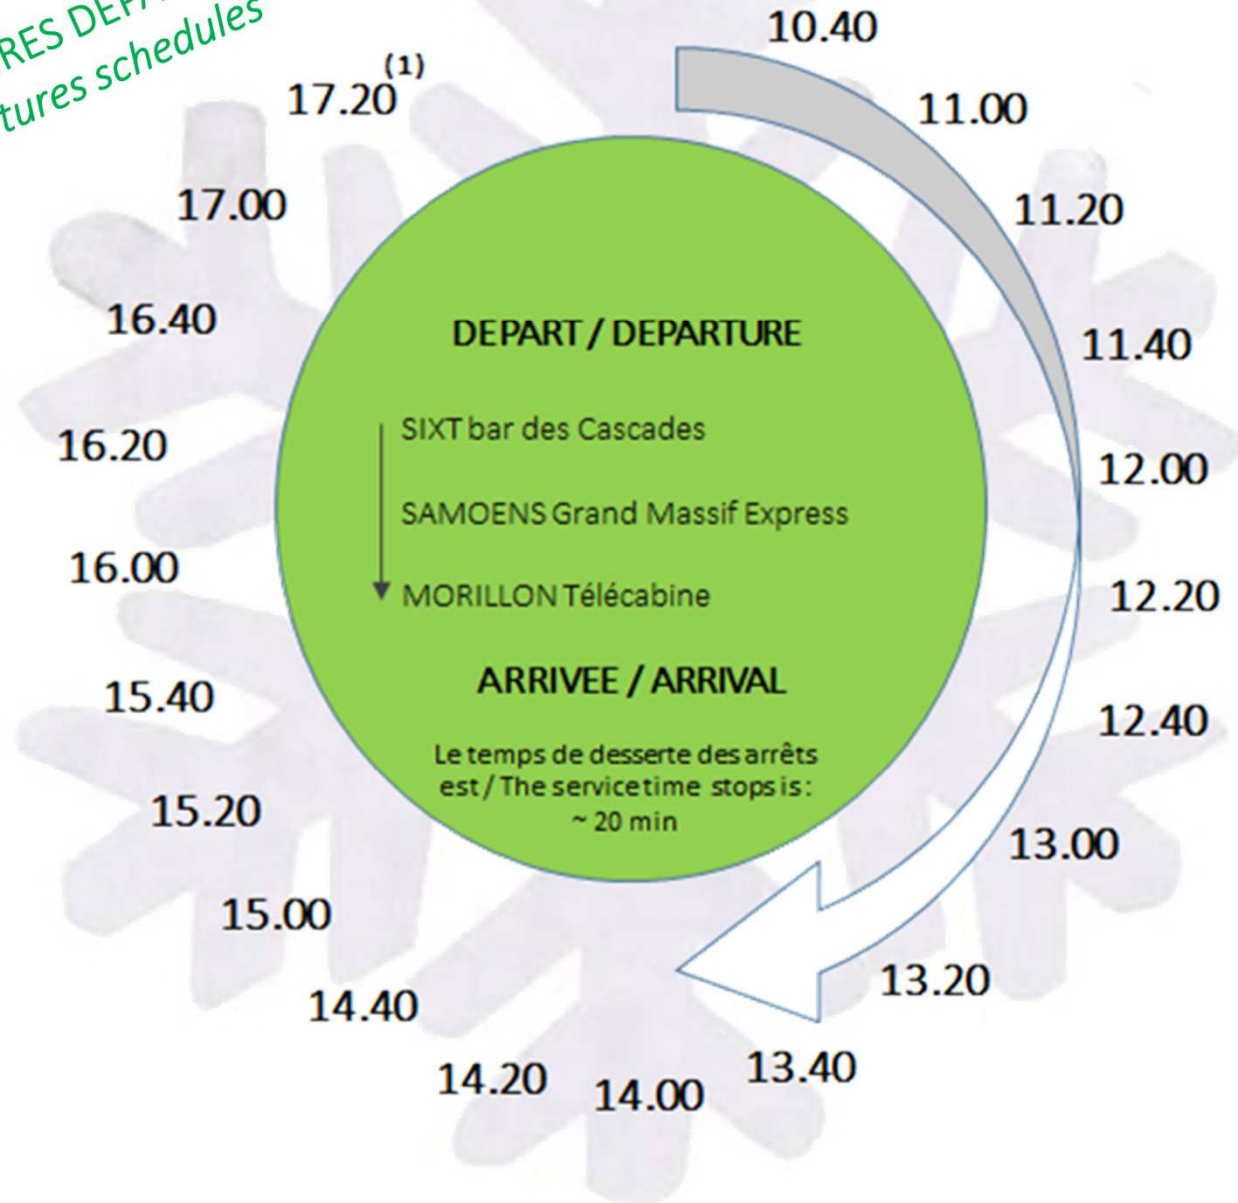 schedules
10.40
11.00
11.20
11.40
12.00
12.20
12.40
13.00
13.20
13.40
14.00
14.20
14.40
15.00
15.20
15.40
16.00
16.20
16.40
17.00
17.20 (1)
DEPART / DEPARTURE
SIXT bar des Cascades
SAMOENS Grand Massif Express
MORILLON Télécabine
ARRIVEE / ARRIVAL
Le temps de desserte des arrêts
est / The service time stops is :
~ 20 min